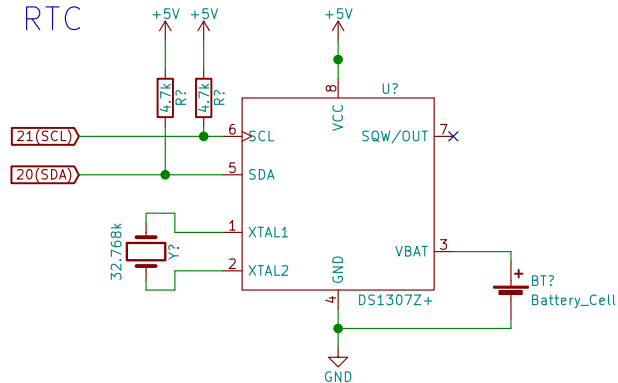 RTC
+5V
+5V
+5V
4.7k
R?
4.7k
R?
8
VCC
U?
21(SCL)
6
SCL
SQW/OUT
7
20(SDA)
5
SDA
32.768k
Y?
1
XTAL1
2
XTAL2
VBAT
3
GND
4
DS1307Z+
+
BT?
Battery_Cell
GND